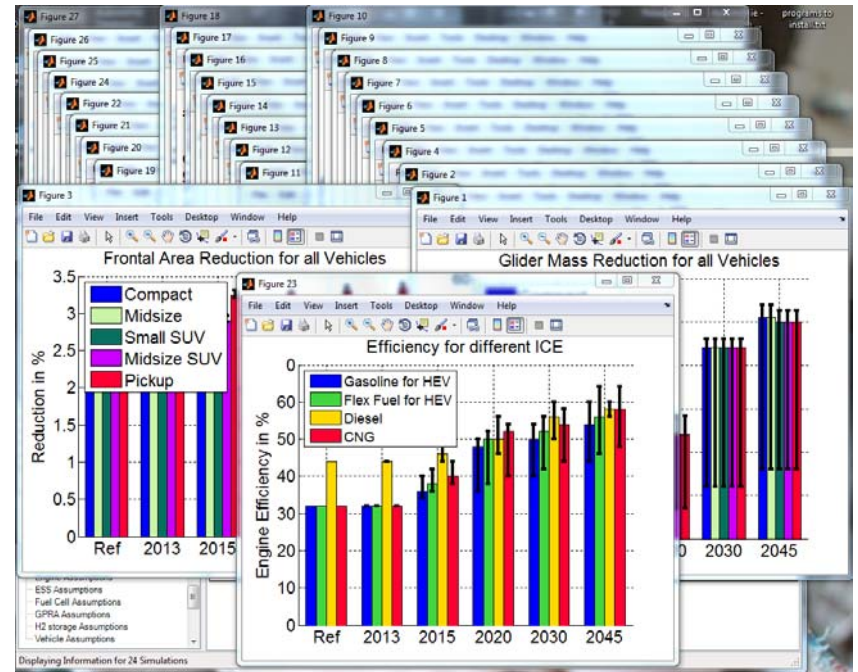 Figure 27
Figure 18
Figure 10
ie -
programs to
install.txt
Figure 26
Figure 17
Figure 9
Figure 25
Figure 16
Figure 8
Figure 24
Figure 15
Figure 7
Figure 22
Figure 14
Figure 6
Figure 21
Figure 13
Figure 5
Figure 20
Figure 12
Figure 4
Figure 19
Figure 11
Figure 2
Figure 3
File Edit View Insert Tools Desktop Window Help
Frontal Area Reduction for all Vehicles
3.5
3
2.5
2
1.5
1
0.5
0
Reduction in %
Compact
Midsize
Small SUV
Midsize SUV
Pickup
Ref 2013 2015
Figure 1
File Edit View Insert Tools Desktop Window Help
Glider Mass Reduction for all Vehicles
2030 2045
Figure 23
File Edit View Insert Tools Desktop Window Help
Efficiency for different ICE
Engine Efficiency in %
0
60
50
40
30
20
10
0
Gasoline for HEV
Flex Fuel for HEV
Diesel
CNG
Ref 2013 2015 2020 2030 2045
Engine Assumptions
ESS Assumptions
Fuel Cell Assumptions
GPRA Assumptions
H2 storage Assumptions
Vehicle Assumptions
Displaying Information for 24 Simulations